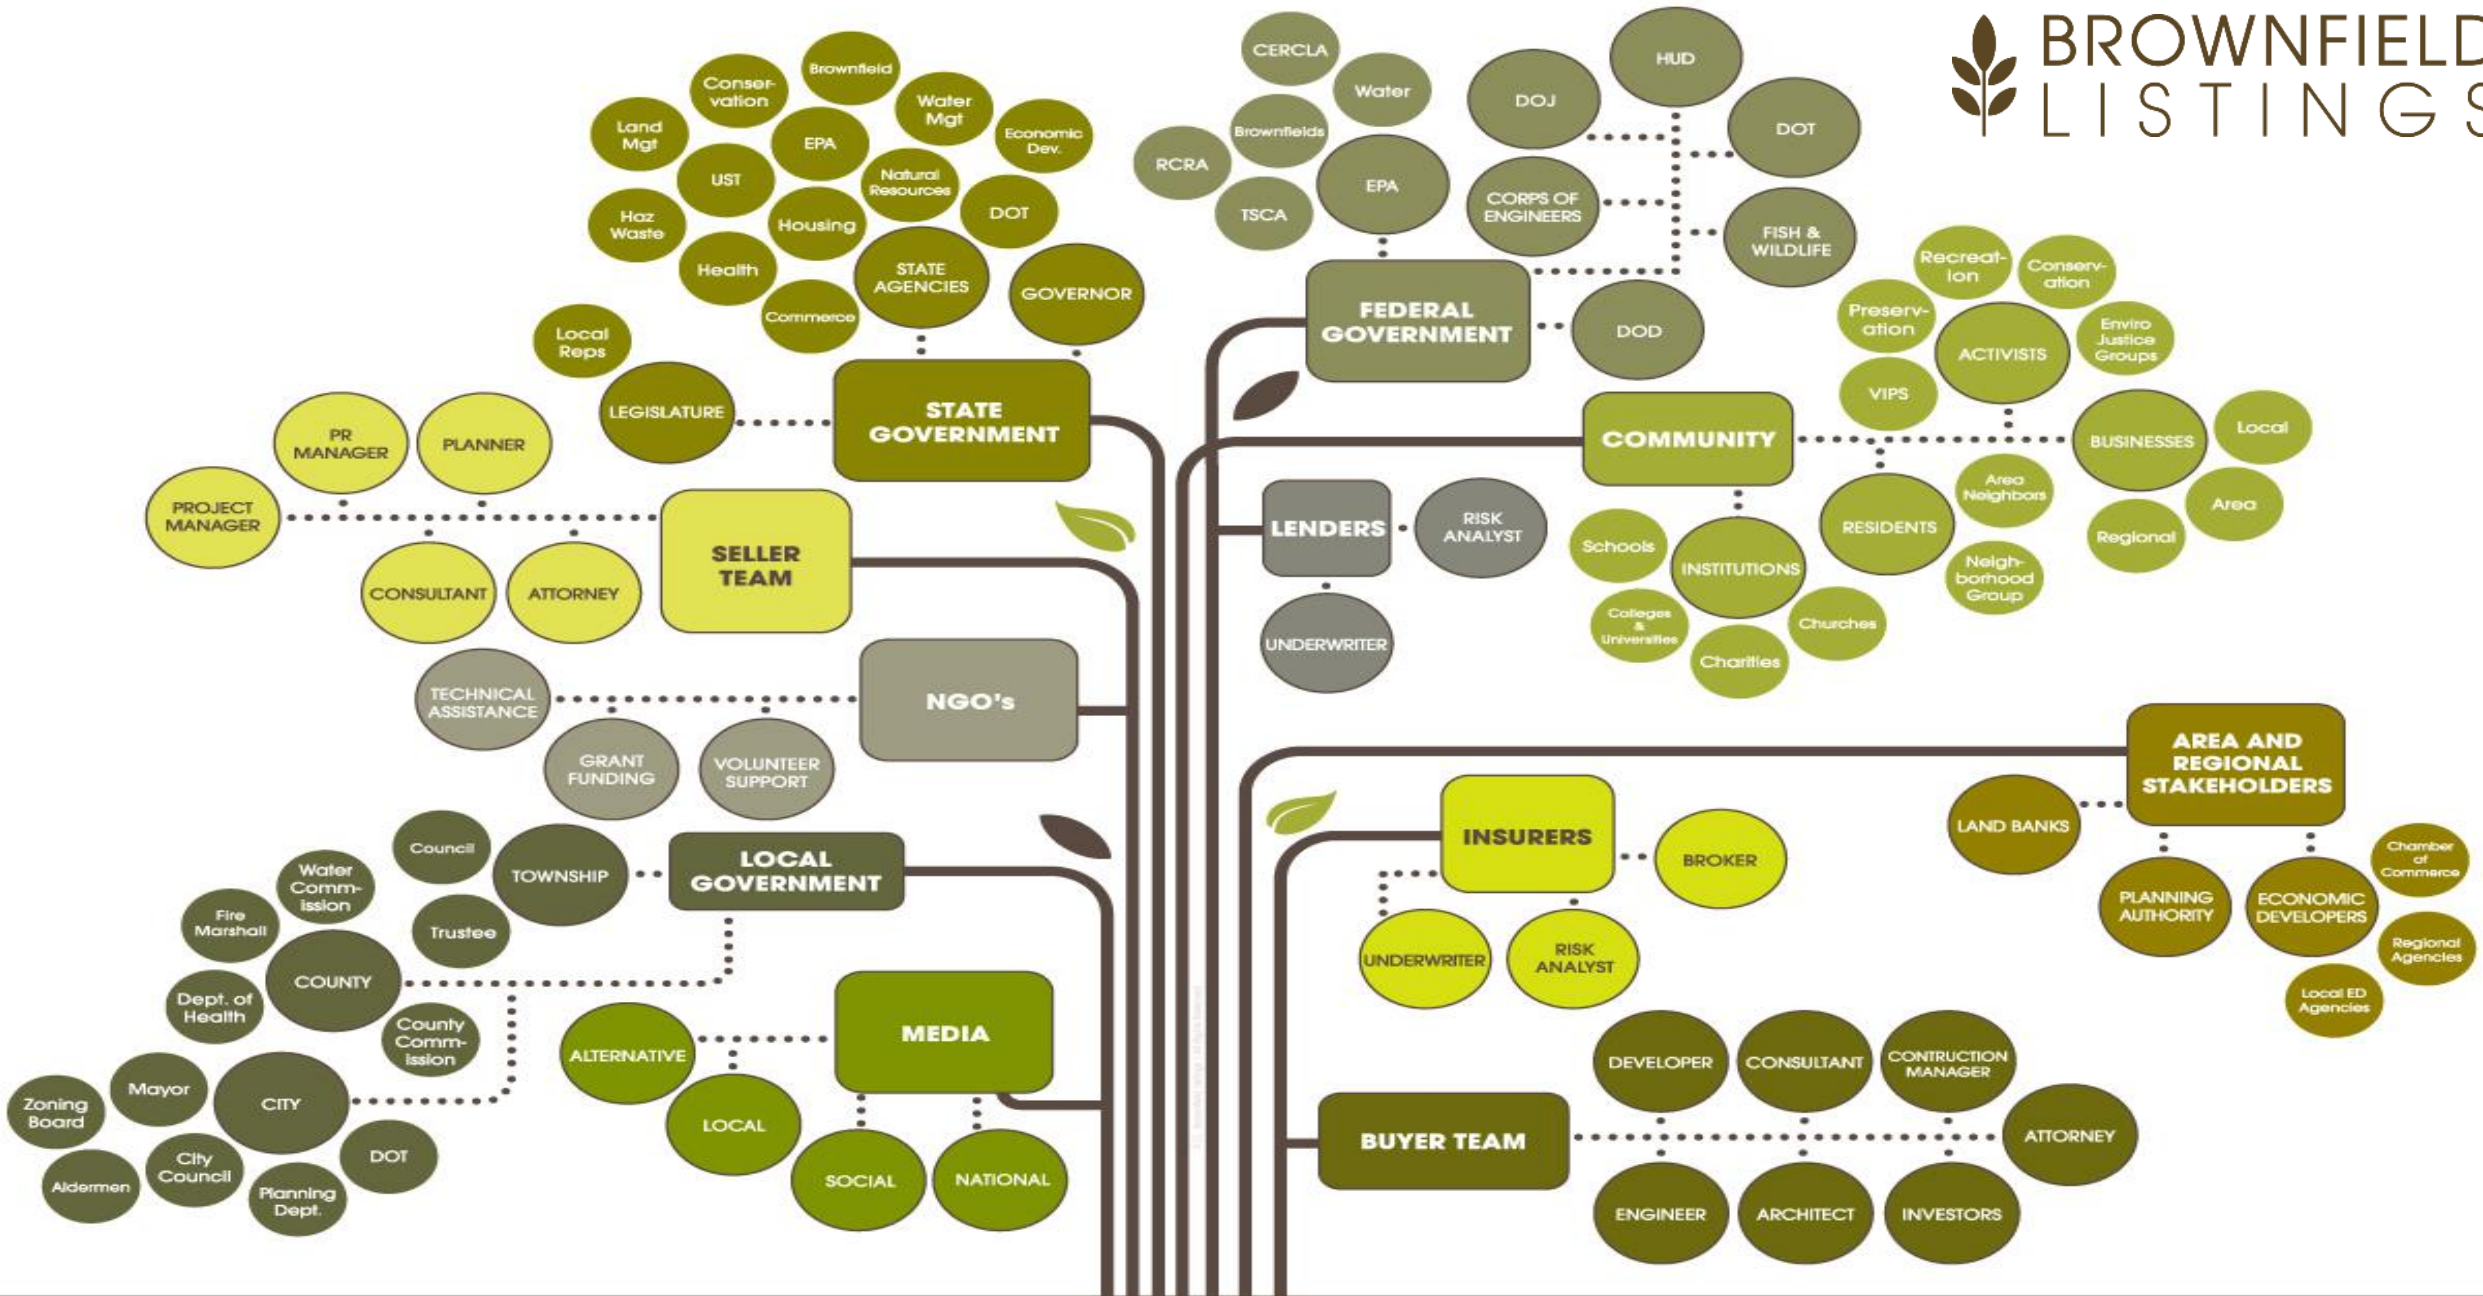 BROWNFIELD
LISTINGS
Brownfield
Conser-
vation
Water
Mgt
Land
Mgt
EPA
Economic
Dev.
UST
Natural
Resources
Haz
Waste
Housing
DOT
Health
STATE
AGENCIES
GOVERNOR
Commerce
Local
Reps
LEGISLATURE
STATE
GOVERNMENT
CERCLA
Water
Brownfields
RCRA
TSCA
EPA
DOJ
HUD
DOT
CORPS OF
ENGINEERS
FISH &
WILDLIFE
FEDERAL
GOVERNMENT
DOD
PR
MANAGER
PLANNER
PROJECT
MANAGER
CONSULTANT
ATTORNEY
SELLER
TEAM
Recreat-
ion
Conserv-
ation
Preserv-
ation
Enviro
Justice
Groups
ACTIVISTS
VIPS
COMMUNITY
BUSINESSES
Local
Area
Regional
RESIDENTS
Area
Neighbors
Neigh-
borhood
Group
INSTITUTIONS
Schools
Colleges
&
Universities
Charities
Churches
LENDERS
RISK
ANALYST
UNDERWRITER
NGO's
TECHNICAL
ASSISTANCE
GRANT
FUNDING
VOLUNTEER
SUPPORT
AREA AND
REGIONAL
STAKEHOLDERS
LAND BANKS
PLANNING
AUTHORITY
ECONOMIC
DEVELOPERS
Chamber
of
Commerce
Regional
Agencies
Local ED
Agencies
INSURERS
BROKER
UNDERWRITER
RISK
ANALYST
LOCAL
GOVERNMENT
TOWNSHIP
Council
Trustee
Water
Comm-
ission
Fire
Marshall
COUNTY
Dept. of
Health
County
Comm-
ission
CITY
Mayor
Zoning
Board
Aldermen
City
Council
Planning
Dept.
DOT
MEDIA
ALTERNATIVE
LOCAL
SOCIAL
NATIONAL
BUYER TEAM
DEVELOPER
CONSULTANT
CONTRUCTION
MANAGER
ATTORNEY
ENGINEER
ARCHITECT
INVESTORS